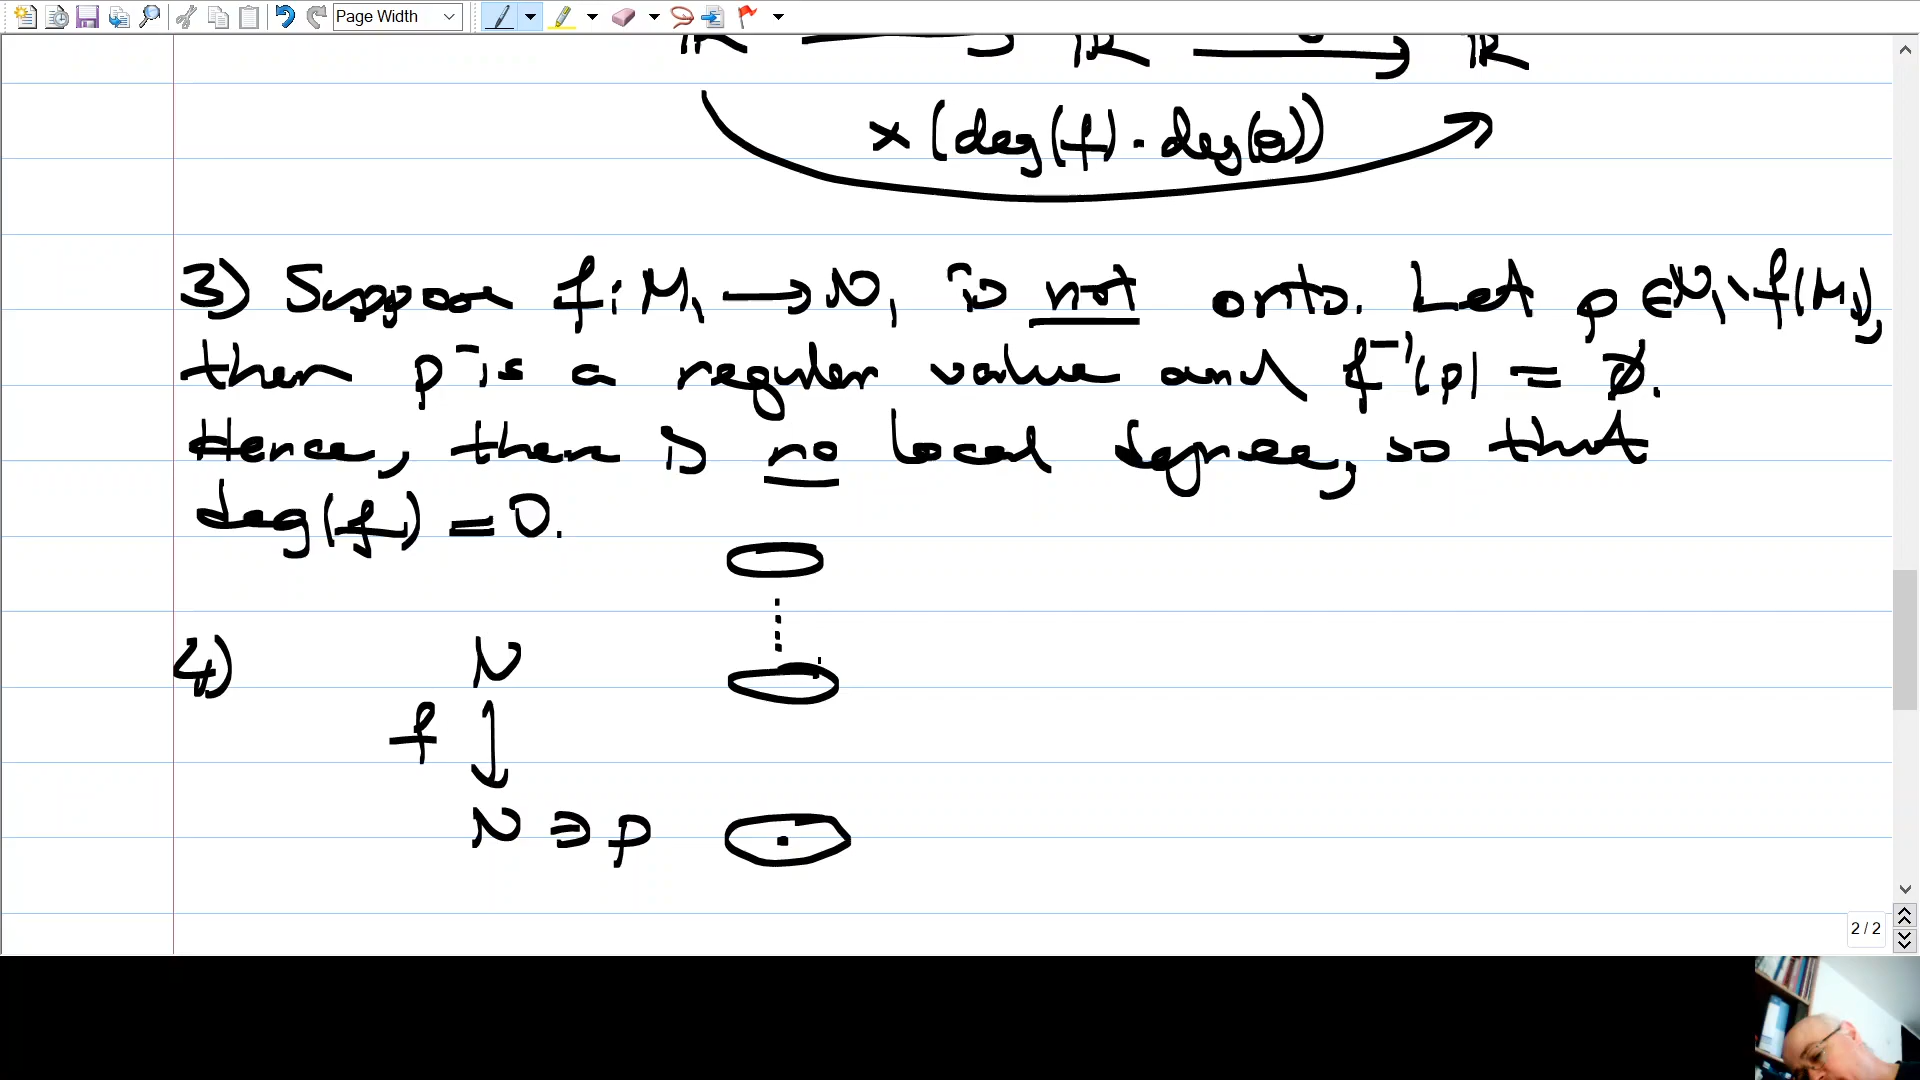 Page Width
ℝ ⟶ ℝ ⟶ ℝ
× (deg(f) · deg(g))
3) Suppose f: M₁ ⟶ N₁ is not onto. Let p ∈ N₁ \ f(M₁),
then p is a regular value and f⁻¹(p) = ∅.
Hence, there is no local degree, so that
deg(f) = 0.
4) N
f ↓
N ∋ p
2 / 2